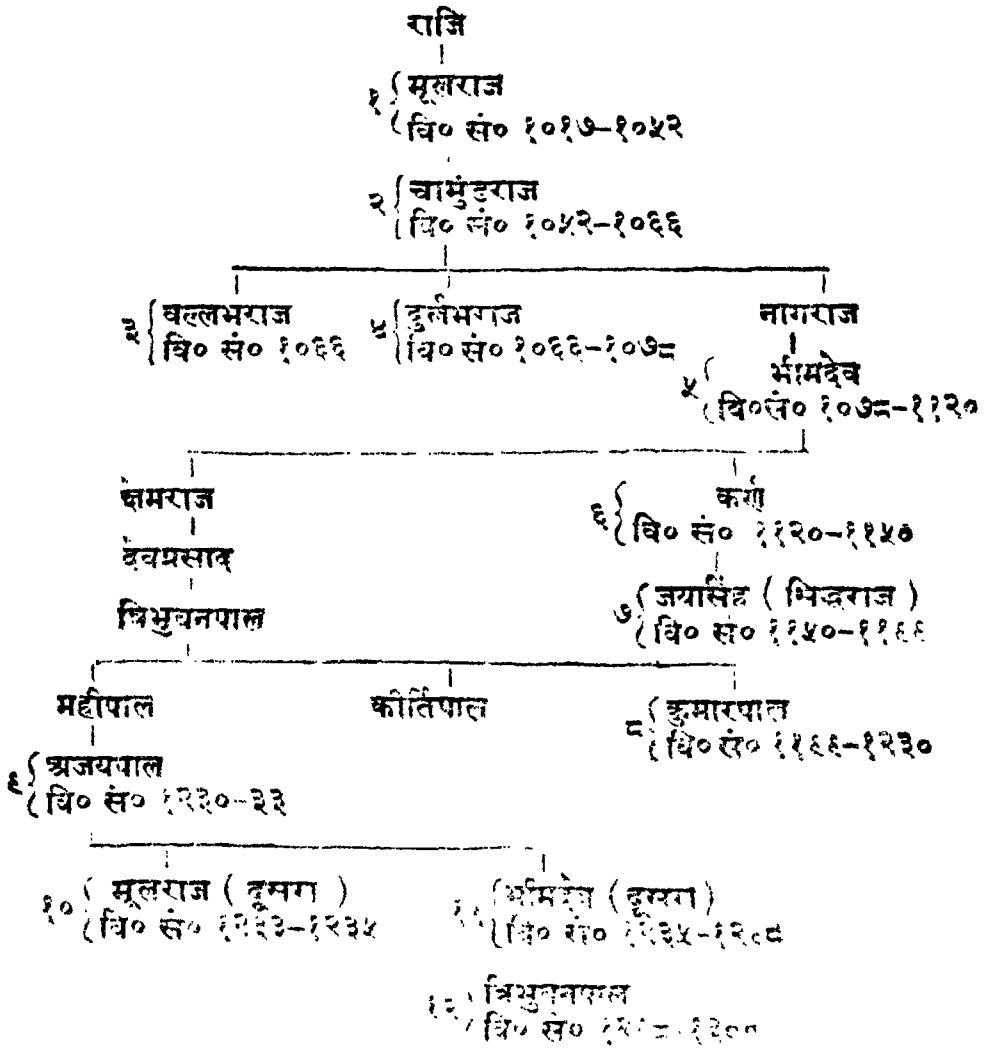 राजि
१ मूलराज
वि० सं० १०१७–१०५२
२ चामुंडराज
वि० सं० १०५२–१०६६
३ वल्लभराज
वि० सं० १०६६
४ दुर्लभराज
वि० सं० १०६६–१०७८
नागराज
५ भीमदेव
वि०सं० १०७८–११२०
क्षेमराज
६ कर्ण
वि० सं० ११२०–११५०
देवप्रसाद
त्रिभुवनपाल
७ जयसिंह ( सिद्धराज )
वि० सं० ११५०–११९९
महीपाल
कीर्तिपाल
८ कुमारपाल
वि०सं० ११९९–१२३०
९ अजयपाल
वि० सं० १२३०-३३
१० मूलराज ( दूसरा )
वि० सं० १२३३–१२३५
११ भीमदेव (दूसरा)
वि० सं० १२३५–१२९८
१२ त्रिभुवनपाल
वि० सं०